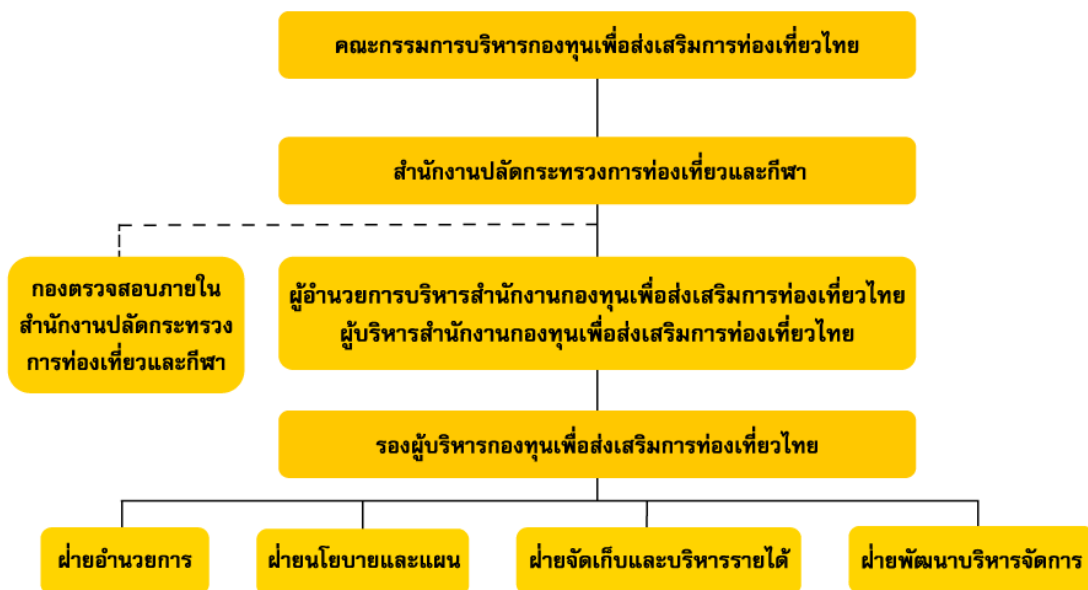 คณะกรรมการบริหารกองทุนเพื่อส่งเสริมการท่องเที่ยวไทย
สำนักงานปลัดกระทรวงการท่องเที่ยวและกีฬา
กองตรวจสอบภายใน
สำนักงานปลัดกระทรวง
การท่องเที่ยวและกีฬา
ผู้อำนวยการบริหารสำนักงานกองทุนเพื่อส่งเสริมการท่องเที่ยวไทย
ผู้บริหารสำนักงานกองทุนเพื่อส่งเสริมการท่องเที่ยวไทย
รองผู้บริหารกองทุนเพื่อส่งเสริมการท่องเที่ยวไทย
ฝ่ายอำนวยการ
ฝ่ายนโยบายและแผน
ฝ่ายจัดเก็บและบริหารรายได้
ฝ่ายพัฒนาบริหารจัดการ